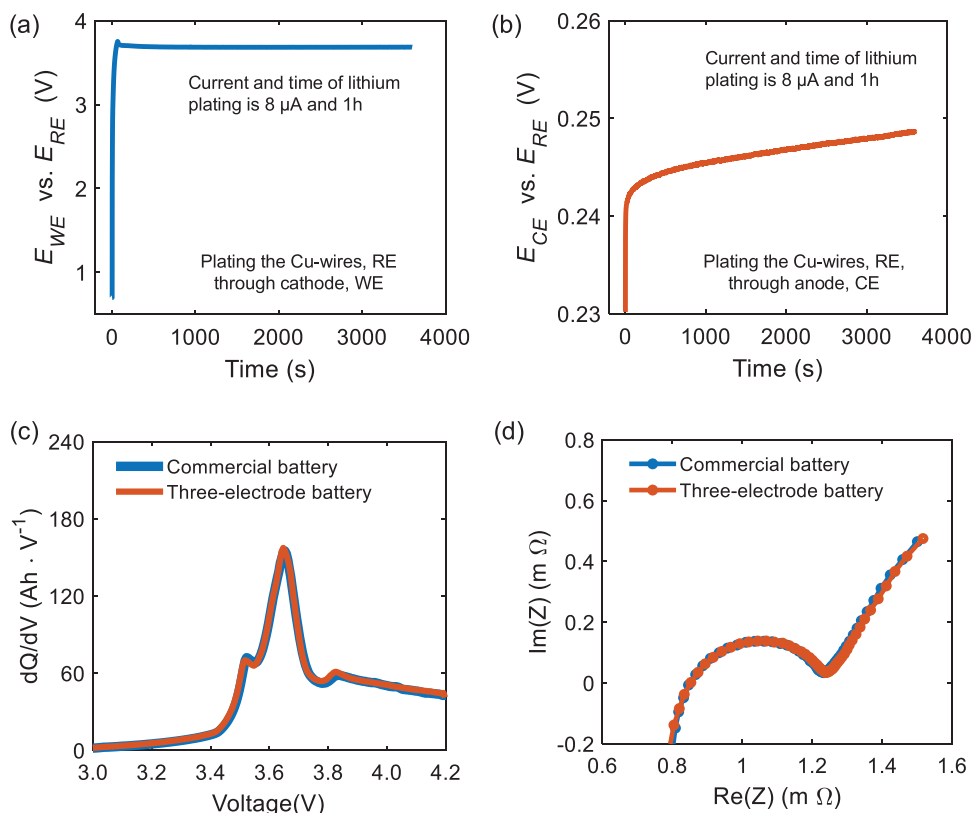 (a)
4
3
2
1
E_WE vs. E_RE (V)
Current and time of lithium
plating is 8 µA and 1h
Plating the Cu-wires, RE
through cathode, WE
0 1000 2000 3000 4000
Time (s)
(b)
0.26
0.25
0.24
0.23
E_CE vs. E_RE (V)
Current and time of lithium
plating is 8 µA and 1h
Plating the Cu-wires, RE,
through anode, CE
0 1000 2000 3000 4000
Time (s)
(c)
240
180
120
60
0
dQ/dV (Ah · V⁻¹)
Commercial battery
Three-electrode battery
3.0 3.2 3.4 3.6 3.8 4.0 4.2
Voltage(V)
(d)
0.8
0.6
0.4
0.2
0
-0.2
Im(Z) (m Ω)
Commercial battery
Three-electrode battery
0.6 0.8 1 1.2 1.4 1.6
Re(Z) (m Ω)